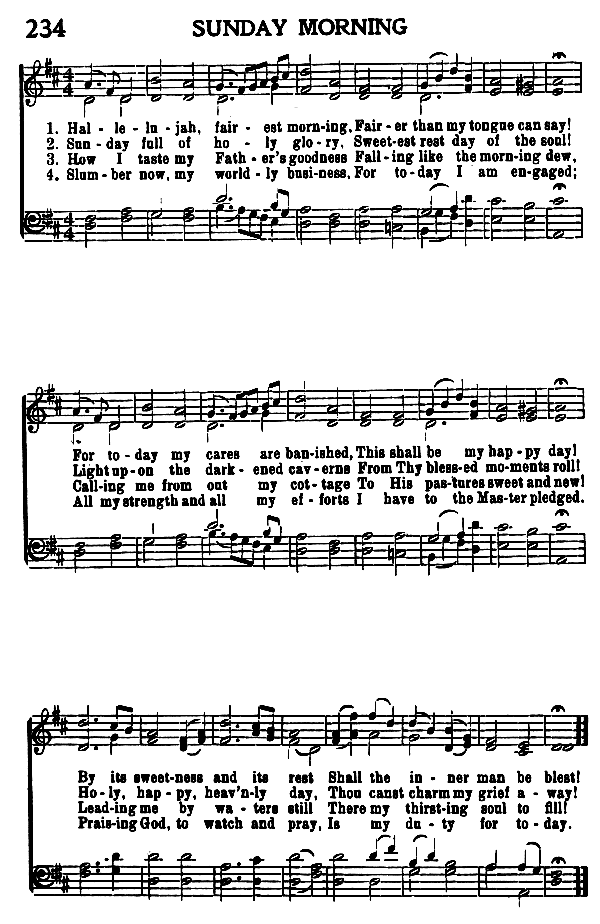 234 SUNDAY MORNING
1. Hal - le - lu - jah, fair - est morn-ing, Fair - er than my tongue can say!
2. Sun - day full of ho - ly glo - ry, Sweet-est rest day of the soul!
3. How I taste my Fath - er's goodness Fall - ing like the morn-ing dew,
4. Slum - ber now, my world - ly busi-ness, For to - day I am en - gaged;
For to - day my cares are ban-ished, This shall be my hap - py day!
Light up - on the dark - ened cav - erns From Thy bless - ed mo-ments roll!
Call-ing me from out my cot - tage To His pas-tures sweet and new!
All my strength and all my ef - forts I have to the Mas-ter pledged.
By its sweet-ness and its rest Shall the in - ner man be blest!
Ho - ly, hap - py, heav'n-ly day, Thou canst charm my grief a - way!
Lead-ing me by wa - ters still There my thirst-ing soul to fill!
Prais-ing God, to watch and pray, Is my du - ty for to - day.